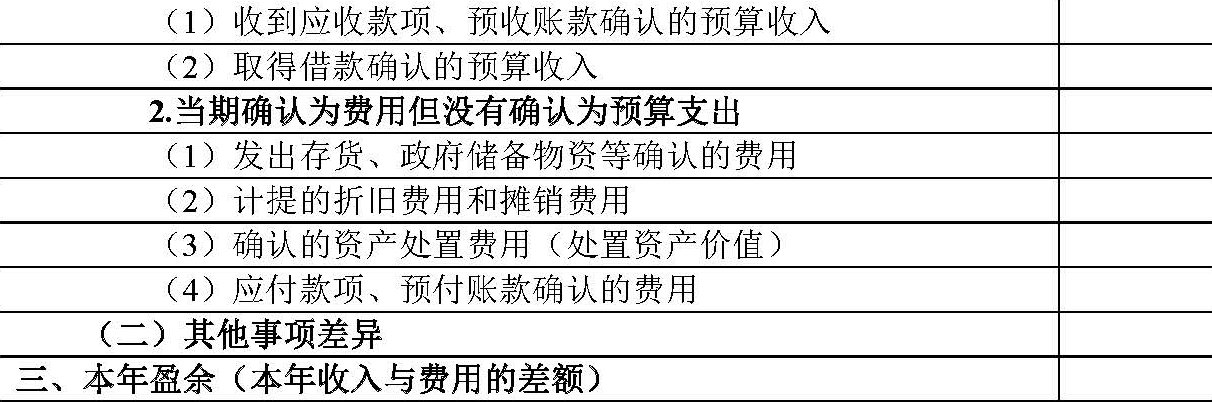 （1）收到应收款项、预收账款确认的预算收入
（2）取得借款确认的预算收入
2.当期确认为费用但没有确认为预算支出
（1）发出存货、政府储备物资等确认的费用
（2）计提的折旧费用和摊销费用
（3）确认的资产处置费用（处置资产价值）
（4）应付款项、预付账款确认的费用
（二）其他事项差异
三、本年盈余（本年收入与费用的差额）